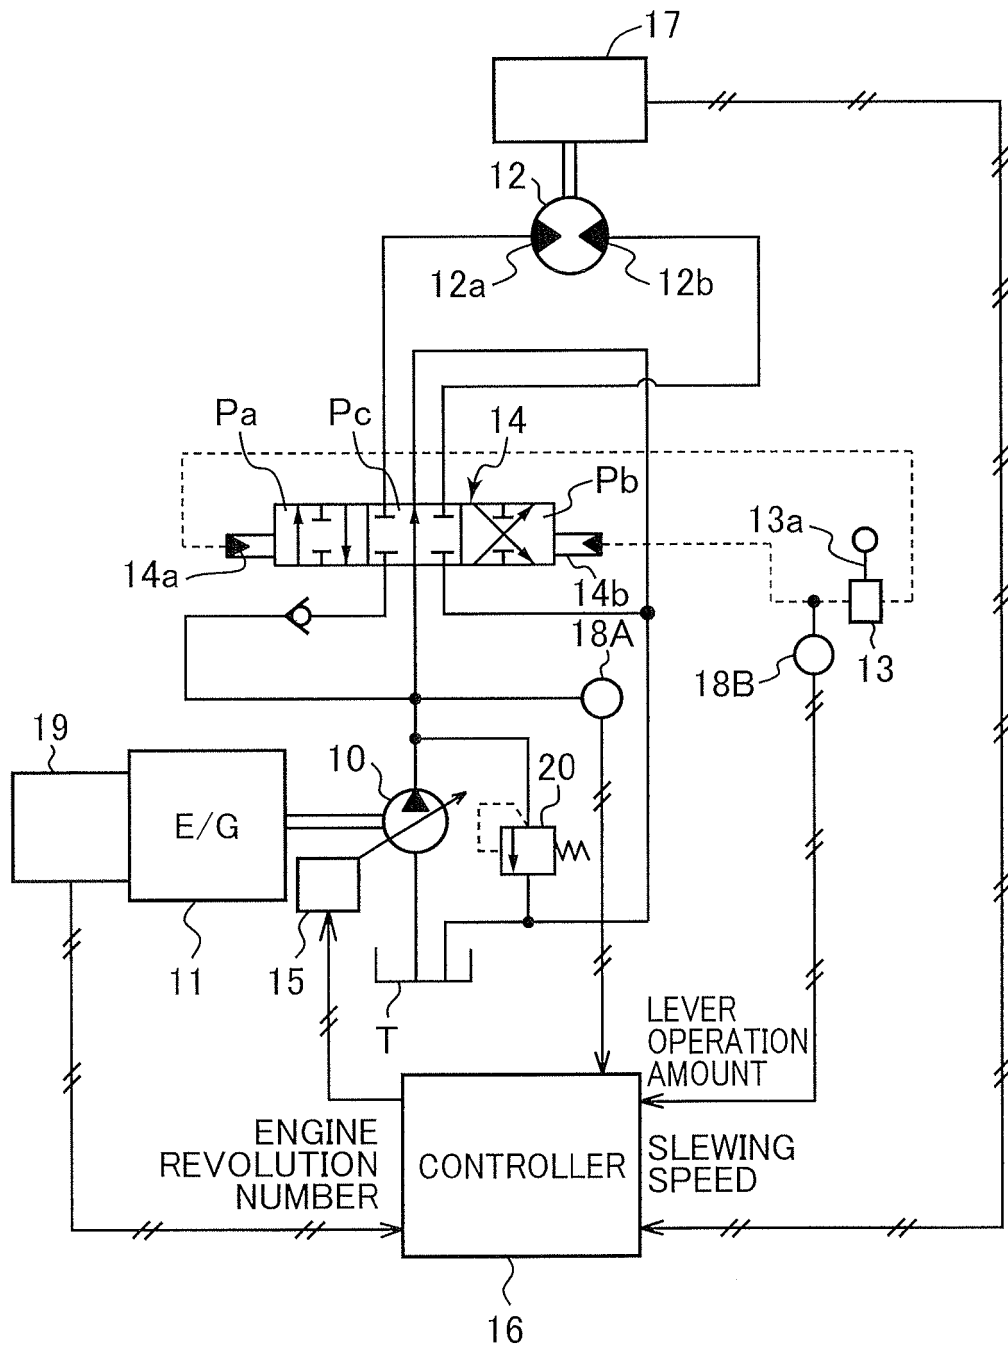 17
12
12a
12b
Pa
Pc
14
Pb
13a
14a
14b
18A
18B
13
19
10
20
E/G
11
15
T
LEVER
OPERATION
AMOUNT
ENGINE
REVOLUTION
NUMBER
CONTROLLER
SLEWING
SPEED
16